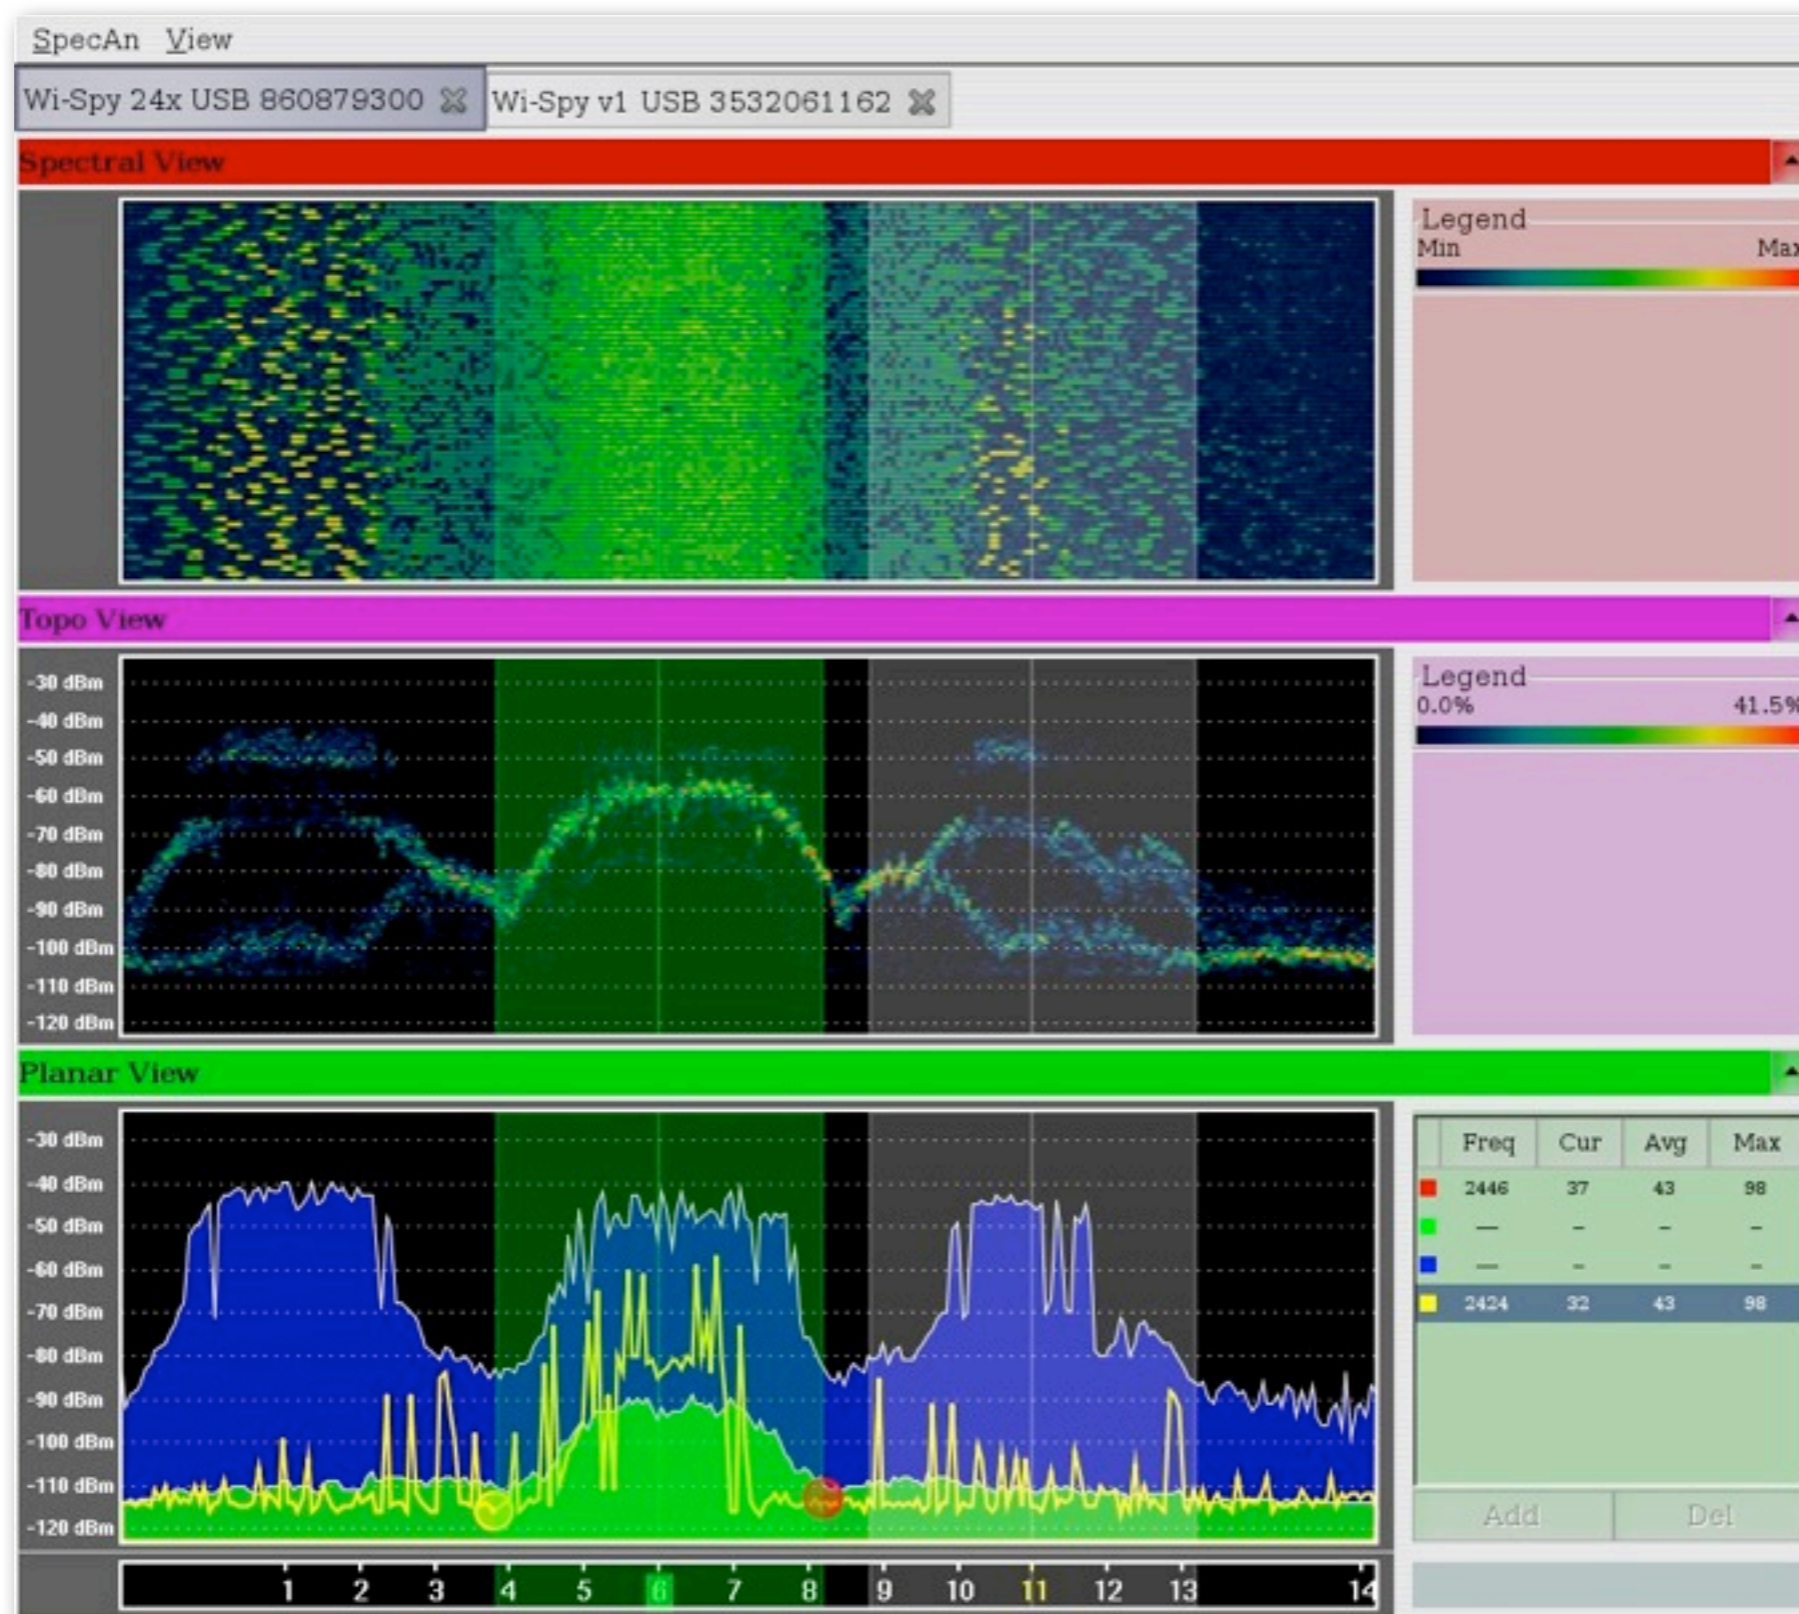 SpecAn View
Wi-Spy 24x USB 860879300 Wi-Spy v1 USB 3532061162
Spectral View
Legend
Min Max
Topo View
-30 dBm
-40 dBm
-50 dBm
-60 dBm
-70 dBm
-80 dBm
-90 dBm
-100 dBm
-110 dBm
-120 dBm
Legend
0.0% 41.5%
Planar View
-30 dBm
-40 dBm
-50 dBm
-60 dBm
-70 dBm
-80 dBm
-90 dBm
-100 dBm
-110 dBm
-120 dBm
Freq Cur Avg Max
2446 37 43 98
— - - -
— - - -
2424 32 43 98
Add Del
1 2 3 4 5 6 7 8 9 10 11 12 13 14